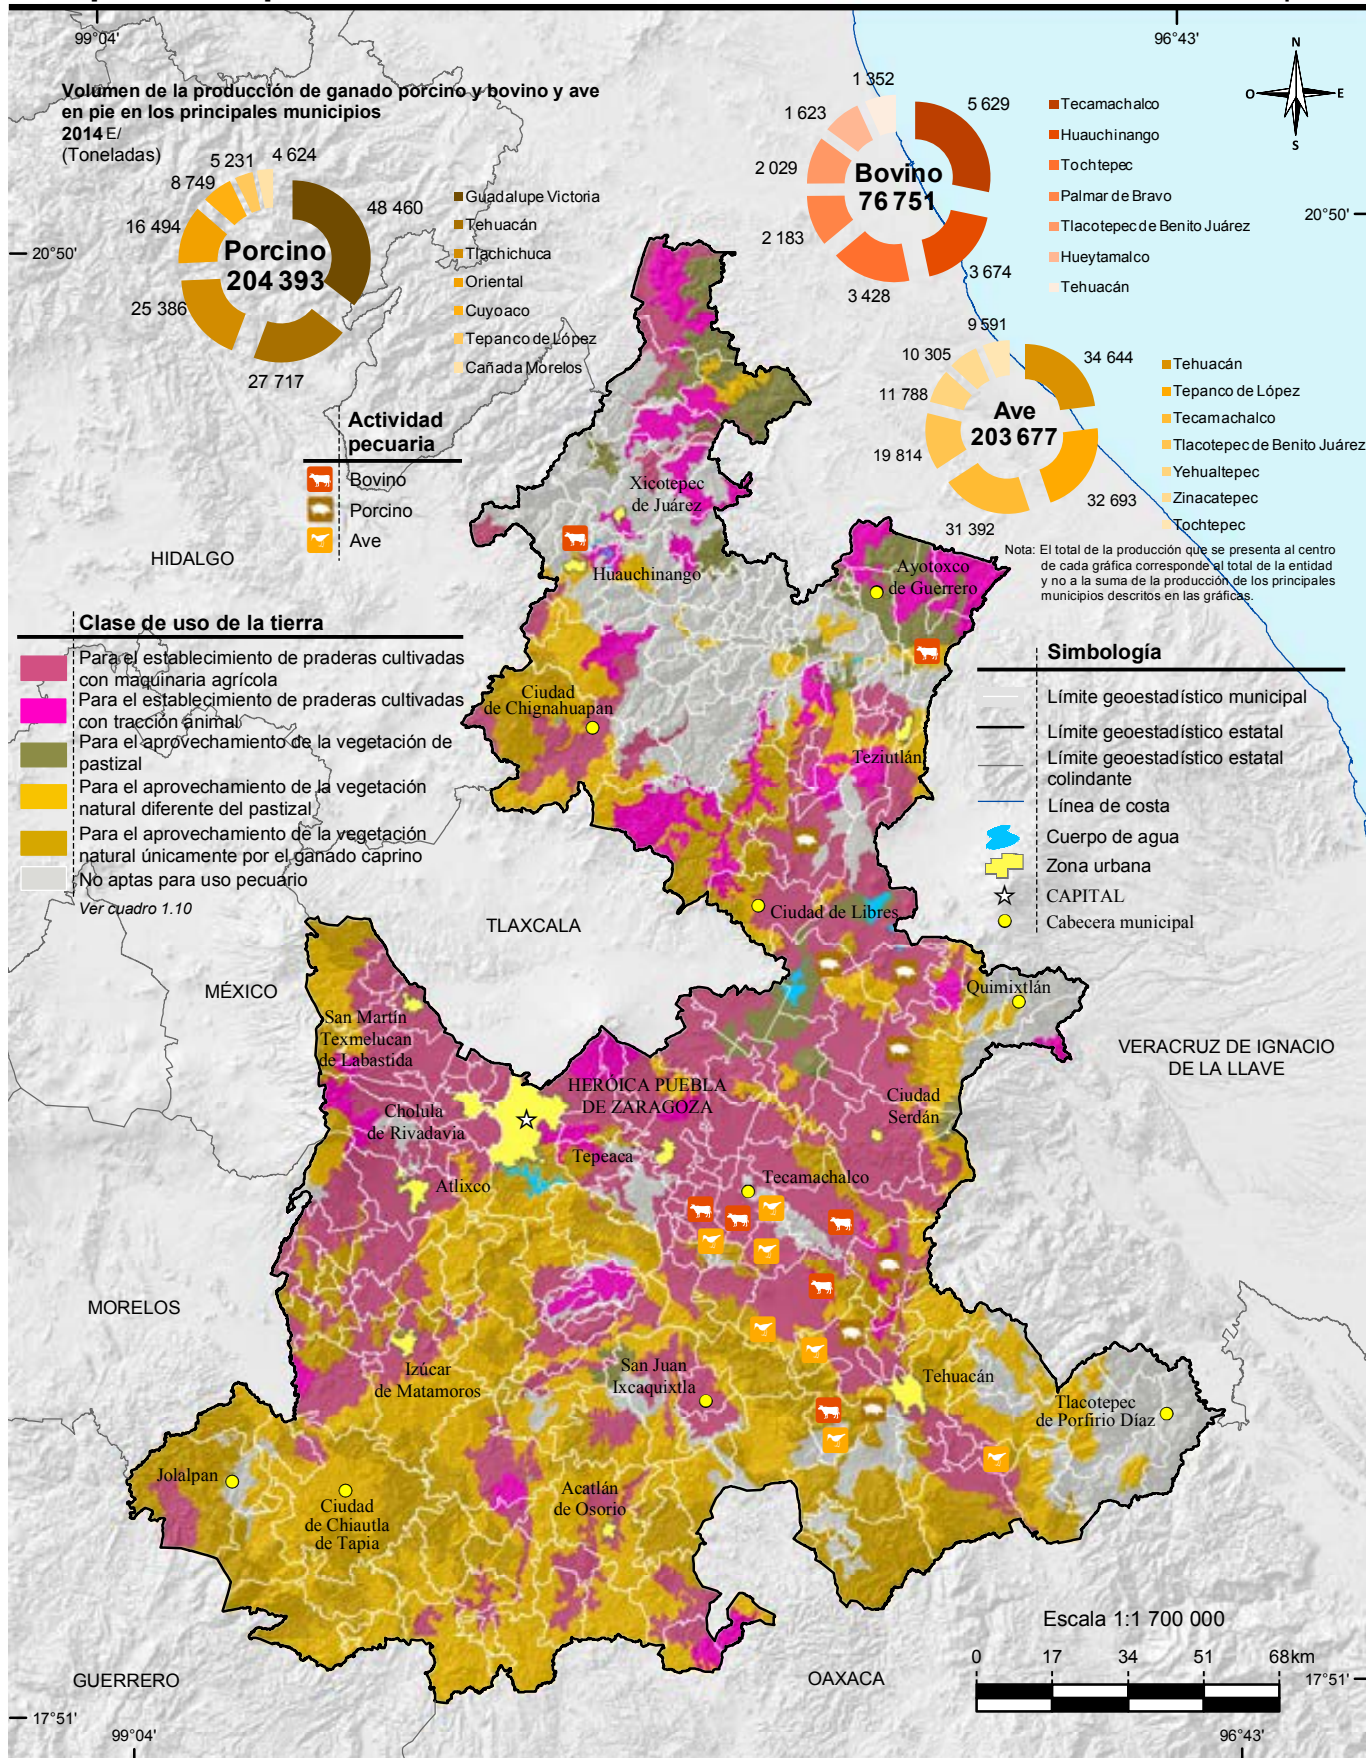 99°04'
96°43'
Volumen de la producción de ganado porcino y bovino y ave
en pie en los principales municipios
2014 E/
(Toneladas)
Porcino
204 393
48 460
27 717
25 386
16 494
8 749
5 231
4 624
Guadalupe Victoria
Tehuacán
Tlachichuca
Oriental
Cuyoaco
Tepanco de López
Cañada Morelos
Bovino
76 751
5 629
3 674
3 428
2 183
2 029
1 623
1 352
Tecamachalco
Huauchinango
Tochtepec
Palmar de Bravo
Tlacotepec de Benito Juárez
Hueytamalco
Tehuacán
N
O
E
S
20°50'
20°50'
Ave
203 677
34 644
32 693
31 392
19 814
11 788
10 305
9 591
Tehuacán
Tepanco de López
Tecamachalco
Tlacotepec de Benito Juárez
Yehualtepec
Zinacatepec
Tochtepec
Nota: El total de la producción que se presenta al centro
de cada gráfica corresponde al total de la entidad
y no a la suma de la producción de los principales
municipios descritos en las gráficas.
Actividad
pecuaria
Bovino
Porcino
Ave
Clase de uso de la tierra
Para el establecimiento de praderas cultivadas
con maquinaria agrícola
Para el establecimiento de praderas cultivadas
con tracción animal
Para el aprovechamiento de la vegetación de
pastizal
Para el aprovechamiento de la vegetación
natural diferente del pastizal
Para el aprovechamiento de la vegetación
natural únicamente por el ganado caprino
No aptas para uso pecuario
Ver cuadro 1.10
Simbología
Límite geoestadístico municipal
Límite geoestadístico estatal
Límite geoestadístico estatal
colindante
Línea de costa
Cuerpo de agua
Zona urbana
CAPITAL
Cabecera municipal
HIDALGO
TLAXCALA
MÉXICO
MORELOS
GUERRERO
OAXACA
VERACRUZ DE IGNACIO
DE LA LLAVE
Xicotepec
de Juárez
Huauchinango
Ayotoxco
de Guerrero
Ciudad
de Chignahuapan
Teziutlán
Ciudad de Libres
Quimixtlán
San Martín
Texmelucan
de Labastida
HEROICA PUEBLA
DE ZARAGOZA
Cholula
de Rivadavia
Ciudad
Serdán
Tepeaca
Atlixco
Tecamachalco
Izúcar
de Matamoros
San Juan
Ixcaquixtla
Tehuacán
Tlacotepec
de Porfirio Díaz
Jolalpan
Ciudad
de Chiautla
de Tapia
Acatlán
de Osorio
Escala 1:1 700 000
0
17
34
51
68 km
17°51'
17°51'
99°04'
96°43'